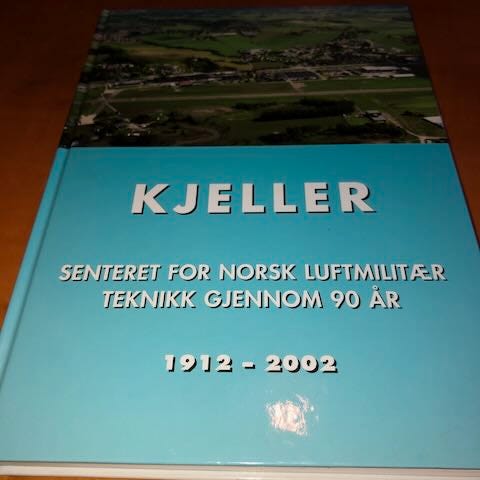 KJELLER
SENTERET FOR NORSK LUFTMILITÆR
TEKNIKK GJENNOM 90 ÅR
1912 - 2002